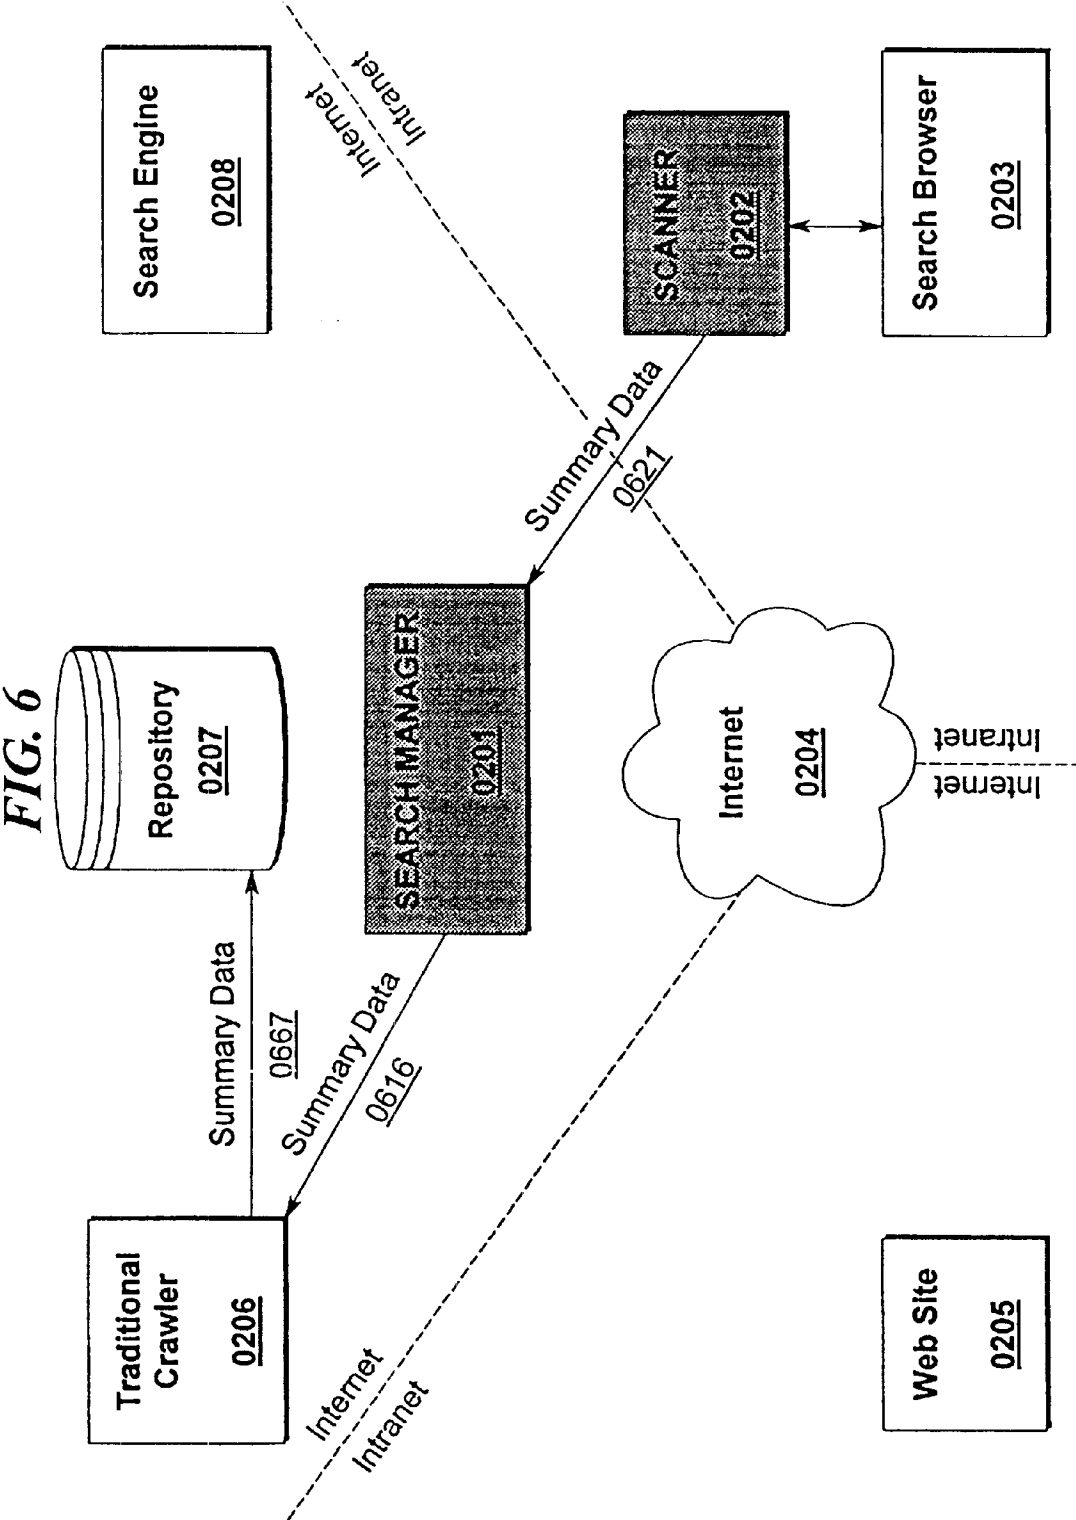 FIG. 6
Traditional
Crawler
0206
Summary Data
0667
Repository
0207
Search Engine
0208
Summary Data
0616
SEARCH MANAGER
0201
Internet
Intranet
Summary Data
0621
Internet
Intranet
SCANNER
0202
Internet
0204
Web Site
0205
Internet
Intranet
Search Browser
0203